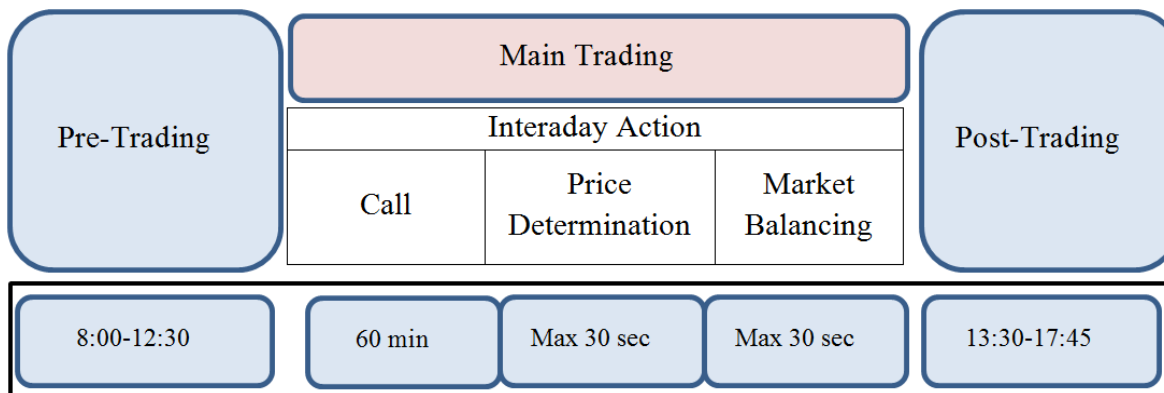 Main Trading
Pre-Trading
Interaday Action
Post-Trading
Call
Price
Determination
Market
Balancing
8:00-12:30
60 min
Max 30 sec
Max 30 sec
13:30-17:45